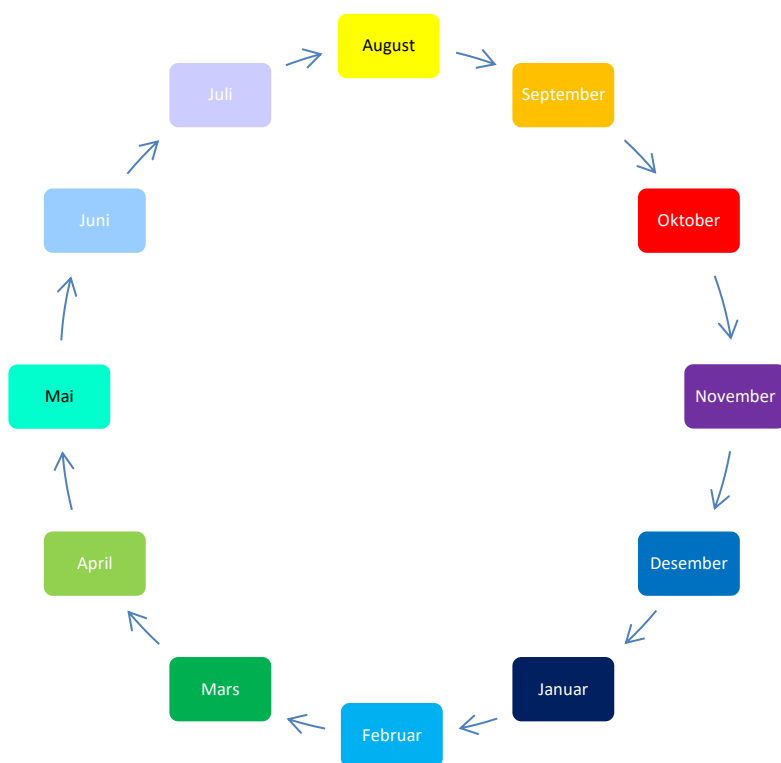 August
September
Oktober
November
Desember
Januar
Februar
Mars
April
Mai
Juni
Juli